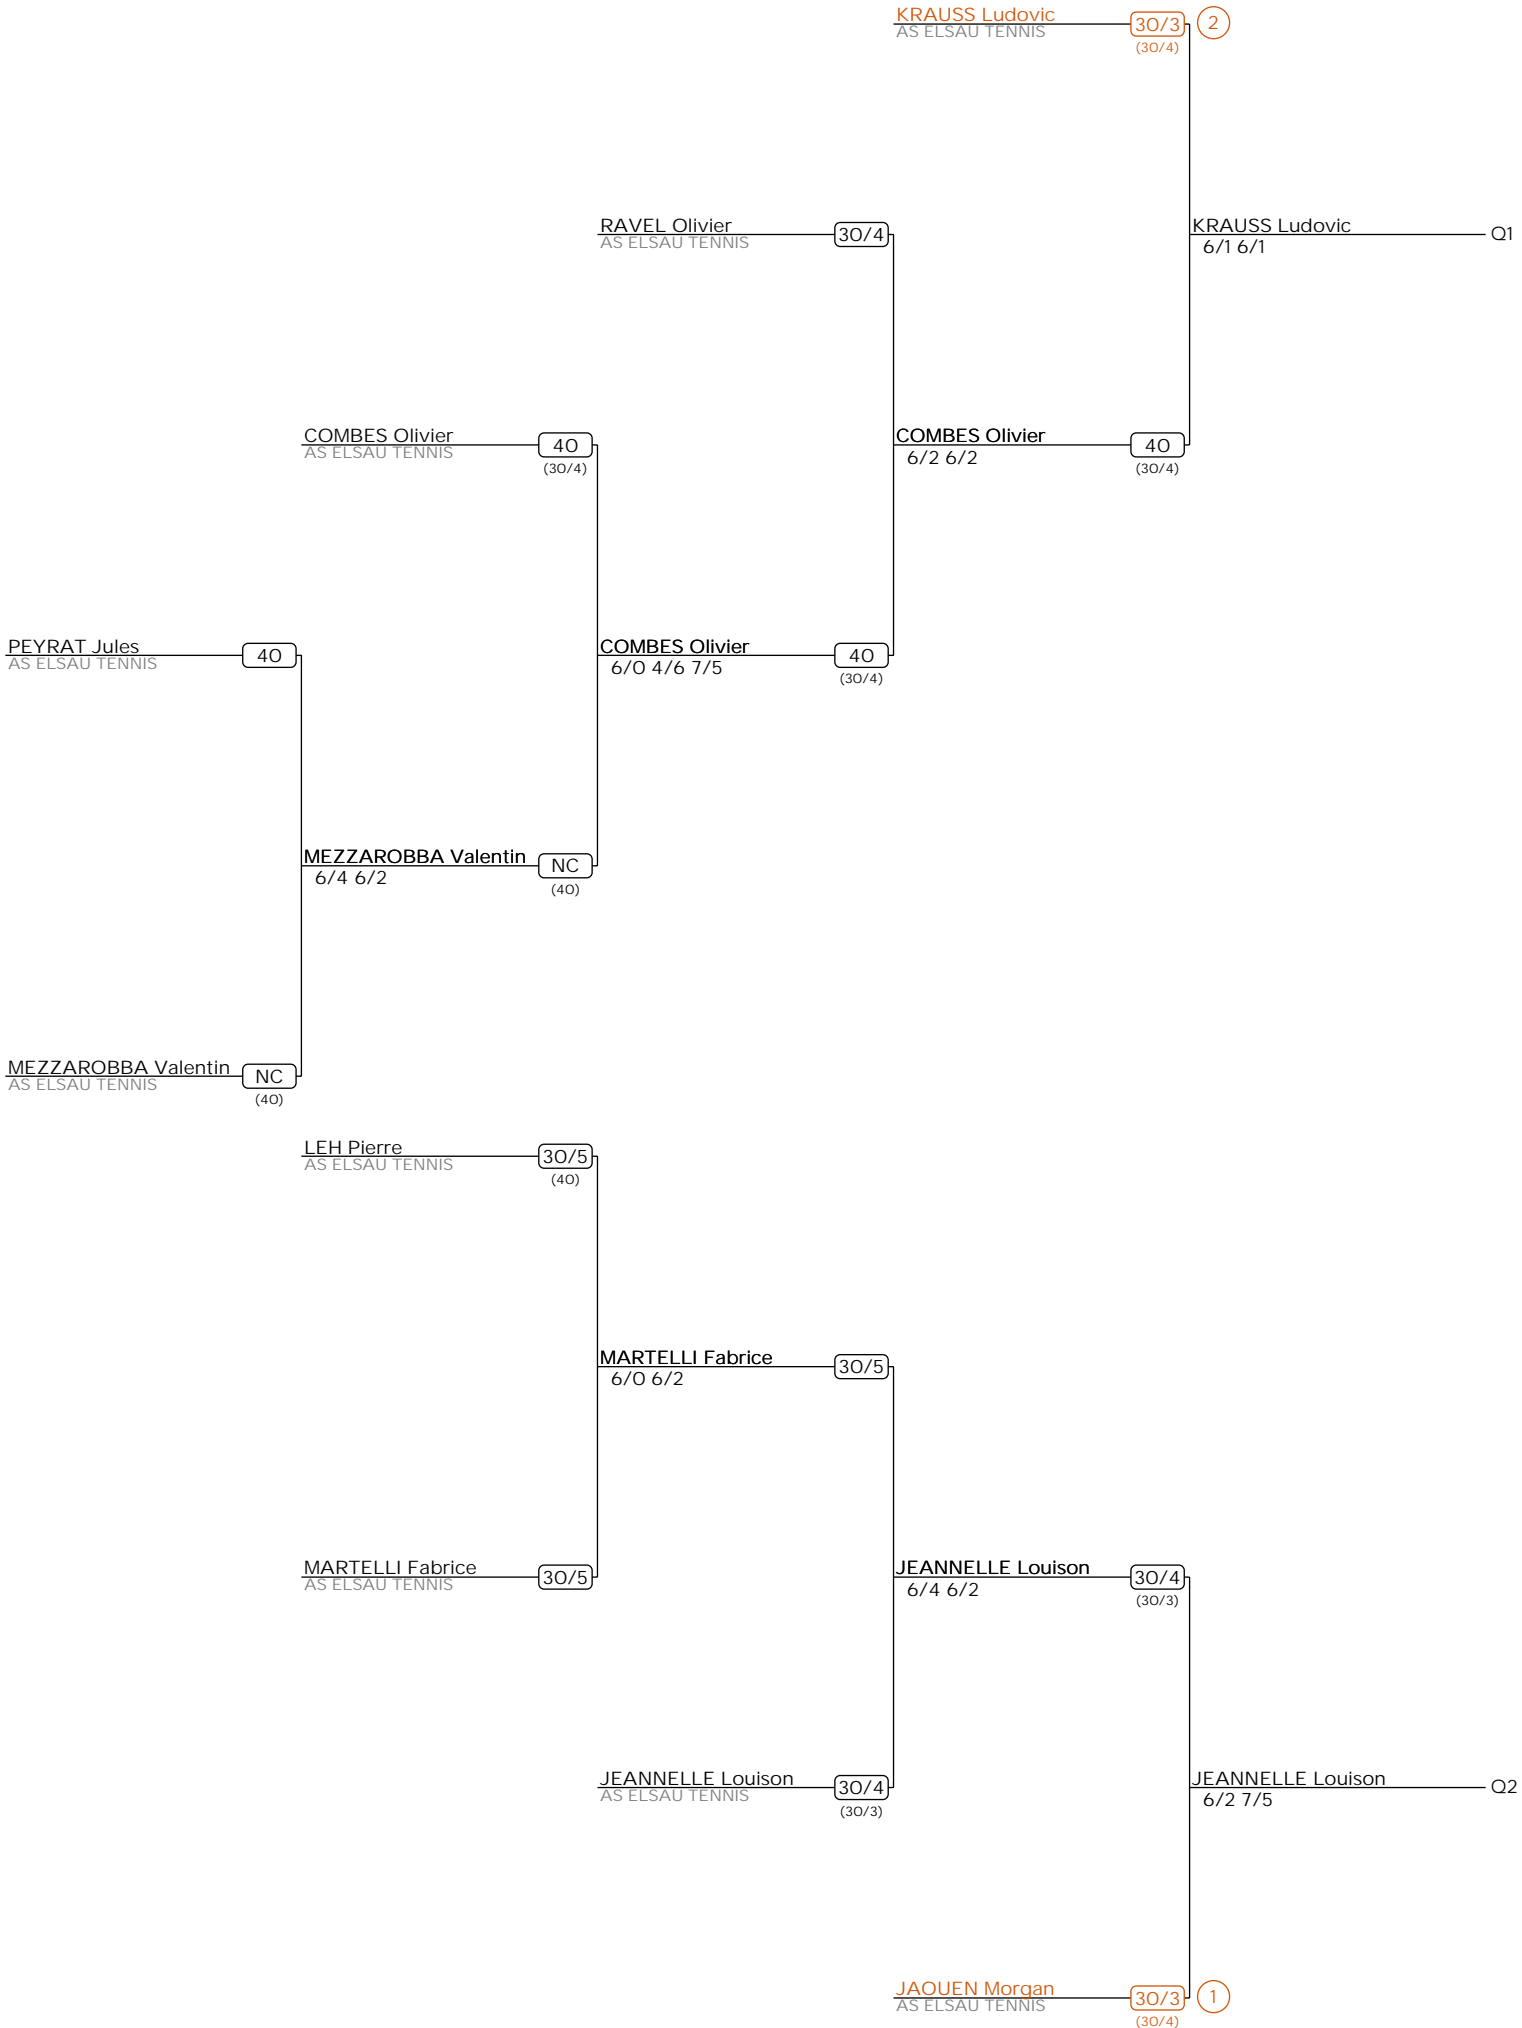 KRAUSS Ludovic
AS ELSAU TENNIS
30/3
(30/4)
2
RAVEL Olivier
AS ELSAU TENNIS
30/4
KRAUSS Ludovic
6/1 6/1
Q1
COMBES Olivier
AS ELSAU TENNIS
40
(30/4)
COMBES Olivier
6/2 6/2
40
(30/4)
PEYRAT Jules
AS ELSAU TENNIS
40
COMBES Olivier
6/0 4/6 7/5
40
(30/4)
MEZZAROBBA Valentin
6/4 6/2
NC
(40)
MEZZAROBBA Valentin
AS ELSAU TENNIS
NC
(40)
LEH Pierre
AS ELSAU TENNIS
30/5
(40)
MARTELLI Fabrice
6/0 6/2
30/5
MARTELLI Fabrice
AS ELSAU TENNIS
30/5
JEANNELLE Louison
6/4 6/2
30/4
(30/3)
JEANNELLE Louison
AS ELSAU TENNIS
30/4
(30/3)
JEANNELLE Louison
6/2 7/5
Q2
JAOUEN Morgan
AS ELSAU TENNIS
30/3
(30/4)
1